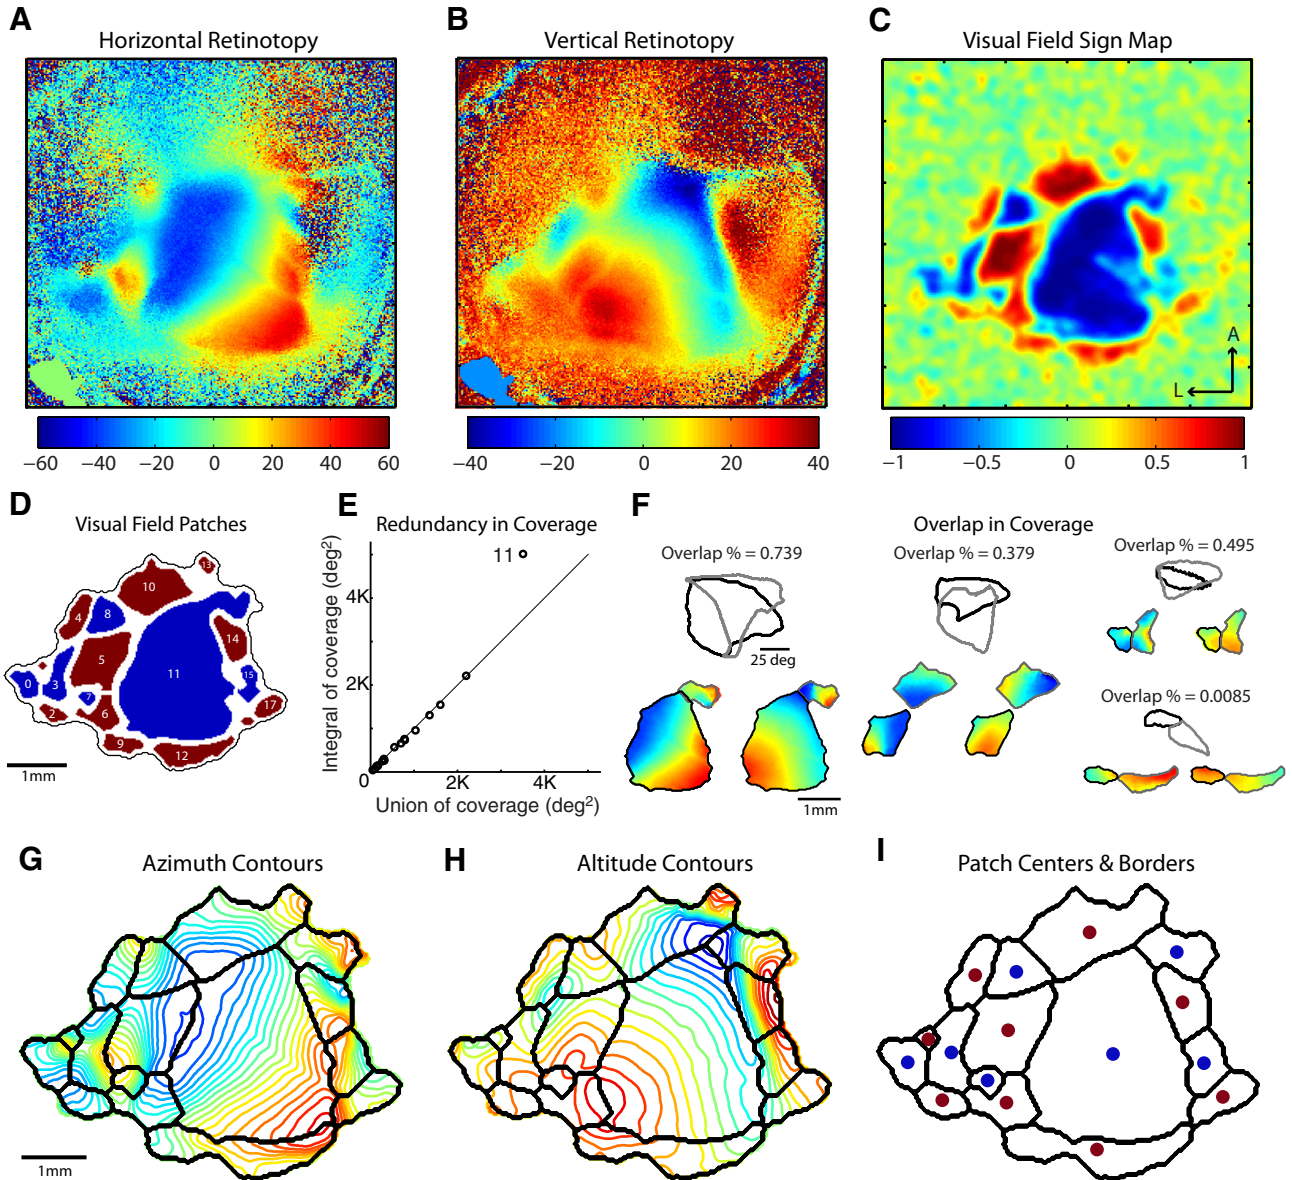 A
Horizontal Retinotopy
−60 −40 −20 0 20 40 60
B
Vertical Retinotopy
−40 −20 0 20 40
C
Visual Field Sign Map
A
L
−1 −0.5 0 0.5 1
D
Visual Field Patches
13
10
4
8
14
5
11
0
3
7
15
2
6
17
9
12
1mm
E
Redundancy in Coverage
Integral of coverage (deg²)
11
4K
2K
0
2K 4K
Union of coverage (deg²)
F
Overlap in Coverage
Overlap % = 0.739
25 deg
1mm
Overlap % = 0.379
Overlap % = 0.495
Overlap % = 0.0085
G
Azimuth Contours
1mm
H
Altitude Contours
I
Patch Centers & Borders